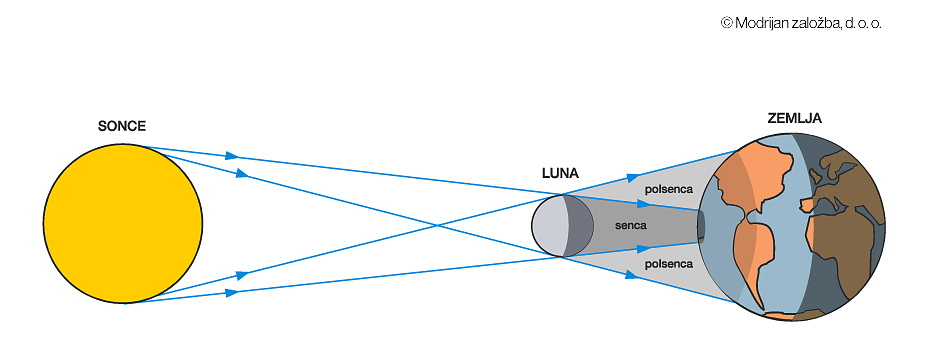 © Modrijan založba, d. o. o.
SONCE
ZEMLJA
LUNA
polsenca
senca
polsenca